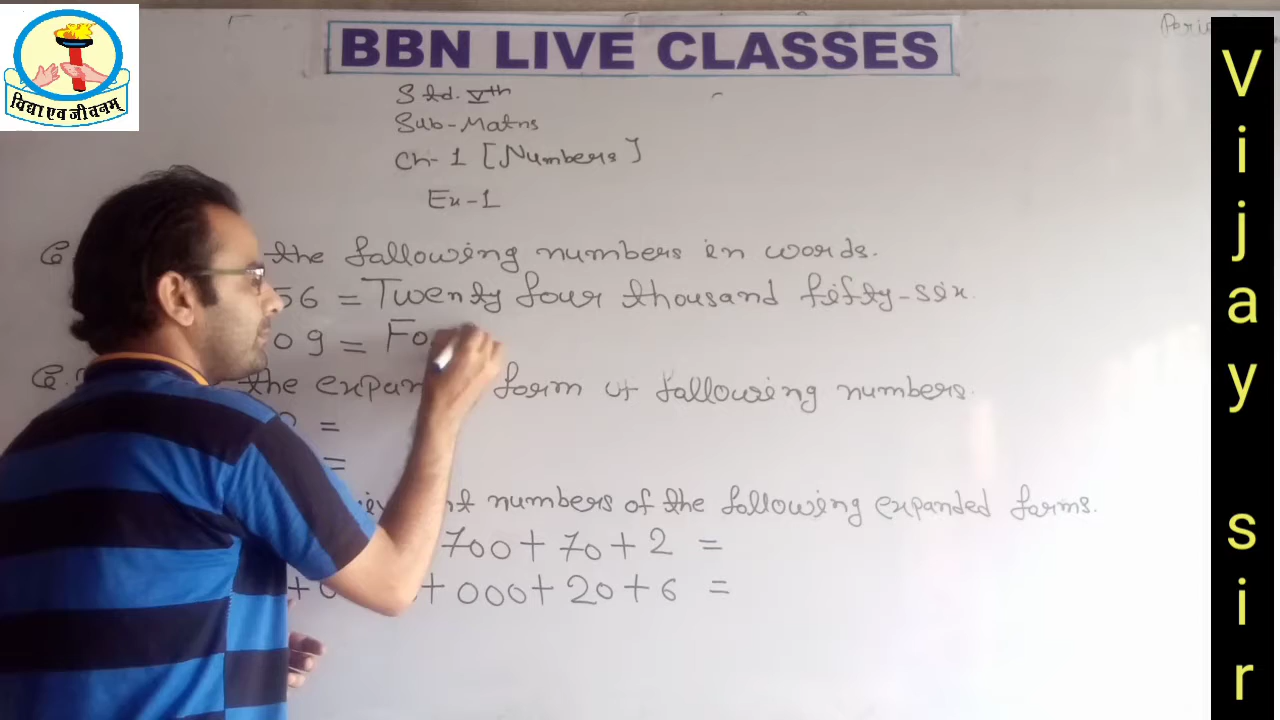 विद्या एव जीवनम्
BBN LIVE CLASSES
Std. Vth
Sub-Maths
Ch-1 [Numbers]
Ex-1
the following numbers in words.
56 = Twenty four thousand fifty-six.
09 = Fo
the expan form of following numbers.
=
=
nt numbers of the following expanded forms.
700 + 70 + 2 =
+ 000 + 20 + 6 =
Vijay sir